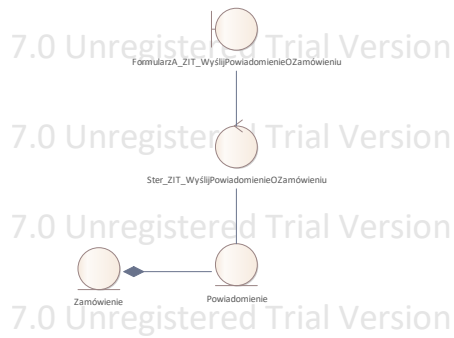 7.0 Unregistered Trial Version
FormularzA_ZIT_WyślijPowiadomienieOZamówieniu
7.0 Unregistered Trial Version
Ster_ZIT_WyślijPowiadomienieOZamówieniu
7.0 Unregistered Trial Version
Zamówienie
Powiadomienie
7.0 Unregistered Trial Version